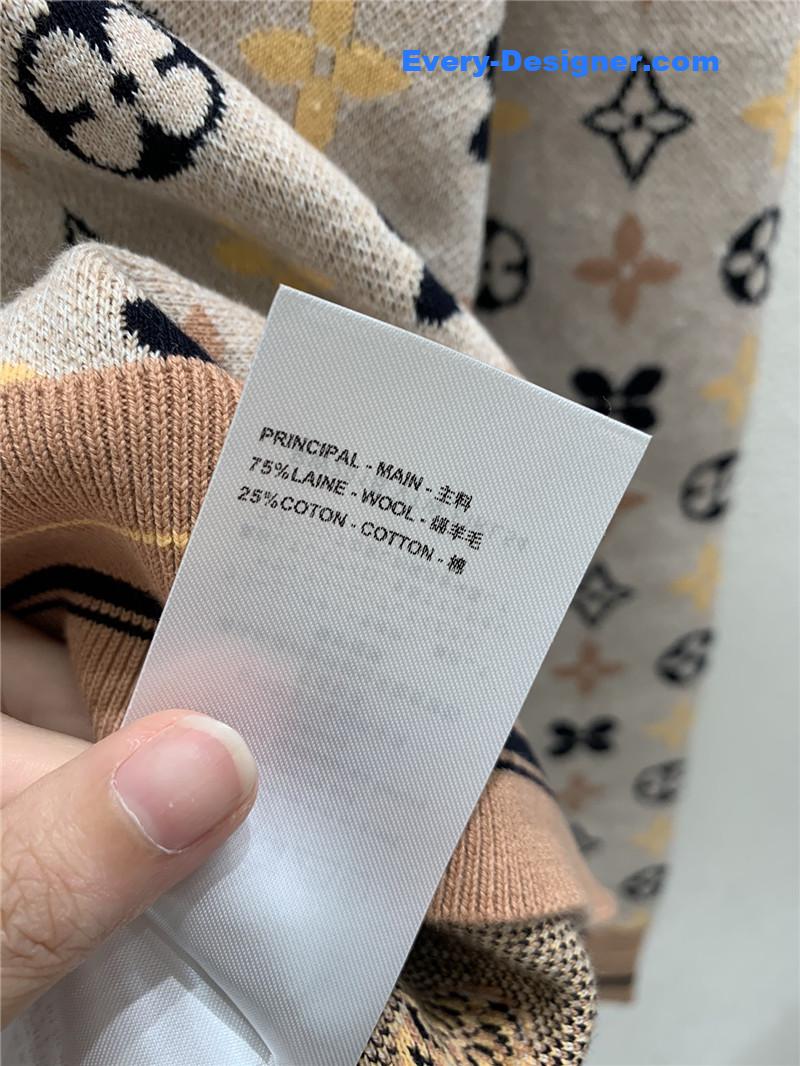 Every-Designer.com
PRINCIPAL - MAIN - 主料
75%LAINE - WOOL - 绵羊毛
25%COTON - COTTON - 棉